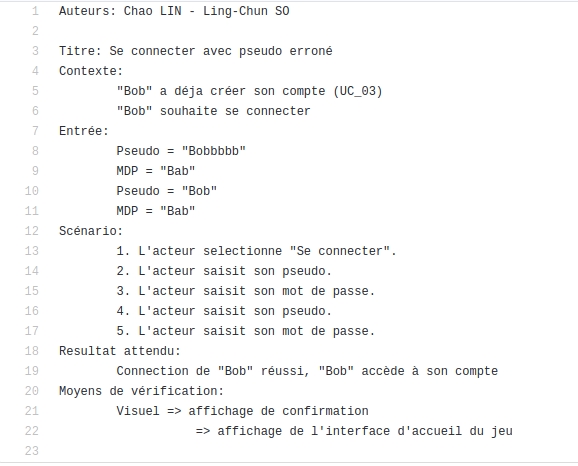 1 Auteurs: Chao LIN - Ling-Chun SO
2
3 Titre: Se connecter avec pseudo erroné
4 Contexte:
5 "Bob" a déja créer son compte (UC_03)
6 "Bob" souhaite se connecter
7 Entrée:
8 Pseudo = "Bobbbbb"
9 MDP = "Bab"
10 Pseudo = "Bob"
11 MDP = "Bab"
12 Scénario:
13 1. L'acteur selectionne "Se connecter".
14 2. L'acteur saisit son pseudo.
15 3. L'acteur saisit son mot de passe.
16 4. L'acteur saisit son pseudo.
17 5. L'acteur saisit son mot de passe.
18 Resultat attendu:
19 Connection de "Bob" réussi, "Bob" accède à son compte
20 Moyens de vérification:
21 Visuel => affichage de confirmation
22 => affichage de l'interface d'accueil du jeu
23